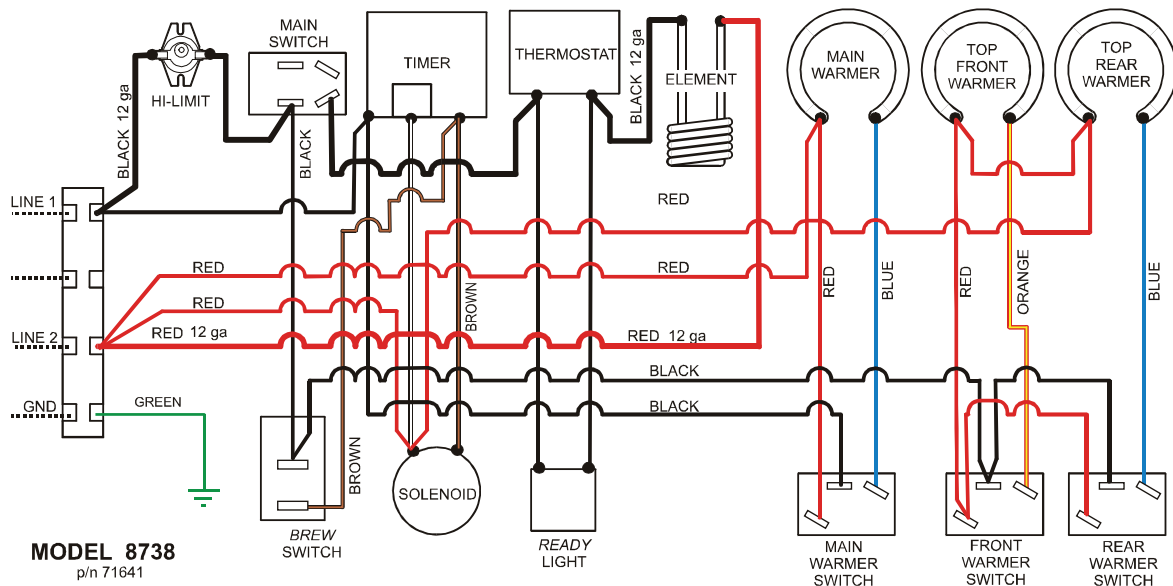 MAIN
SWITCH
HI-LIMIT
TIMER
THERMOSTAT
ELEMENT
MAIN
WARMER
TOP
FRONT
WARMER
TOP
REAR
WARMER
BLACK 12 ga
BLACK
BLACK 12 ga
LINE 1
RED
RED
RED
RED
RED 12 ga
LINE 2
RED 12 ga
BROWN
RED
BLUE
RED
ORANGE
BLUE
BLACK
BLACK
GND
GREEN
BROWN
SOLENOID
BREW
SWITCH
READY
LIGHT
MAIN
WARMER
SWITCH
FRONT
WARMER
SWITCH
REAR
WARMER
SWITCH
MODEL 8738
p/n 71641